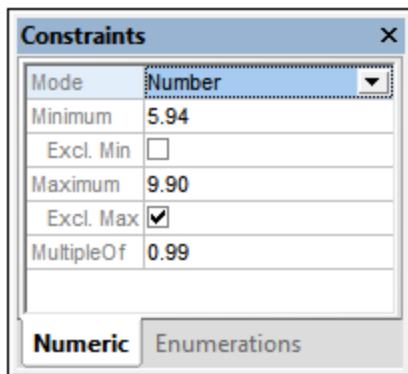 Constraints
Mode Number
Minimum 5.94
Excl. Min
Maximum 9.90
Excl. Max
MultipleOf 0.99
Numeric Enumerations